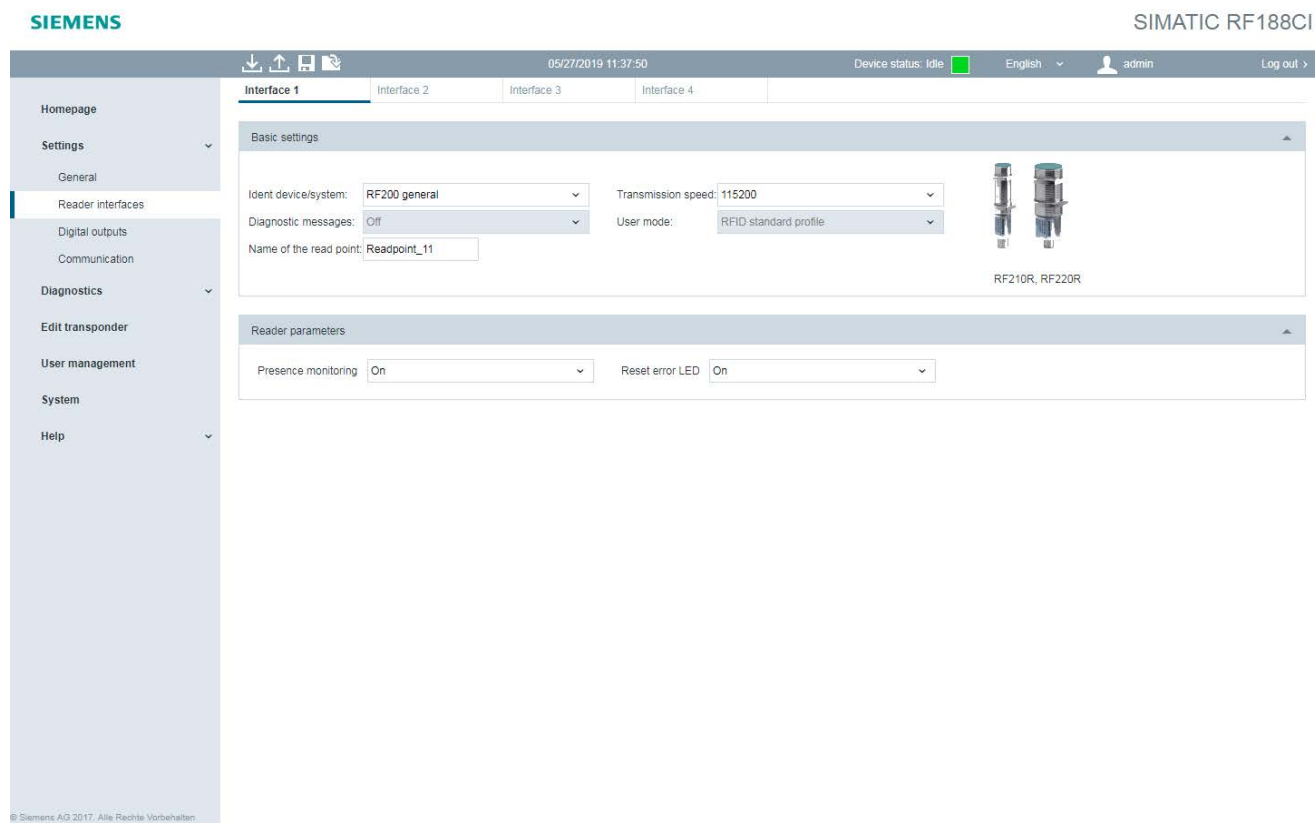 SIEMENS
SIMATIC RF188CI
05/27/2019 11:37:50
Device status: Idle
English
admin
Log out ›
Interface 1
Interface 2
Interface 3
Interface 4
Homepage
Settings
General
Reader interfaces
Digital outputs
Communication
Diagnostics
Edit transponder
User management
System
Help
Basic settings
Ident device/system: RF200 general
Transmission speed: 115200
Diagnostic messages: Off
User mode: RFID standard profile
Name of the read point: Readpoint_11
RF210R, RF220R
Reader parameters
Presence monitoring On
Reset error LED On
© Siemens AG 2017. Alle Rechte Vorbehalten